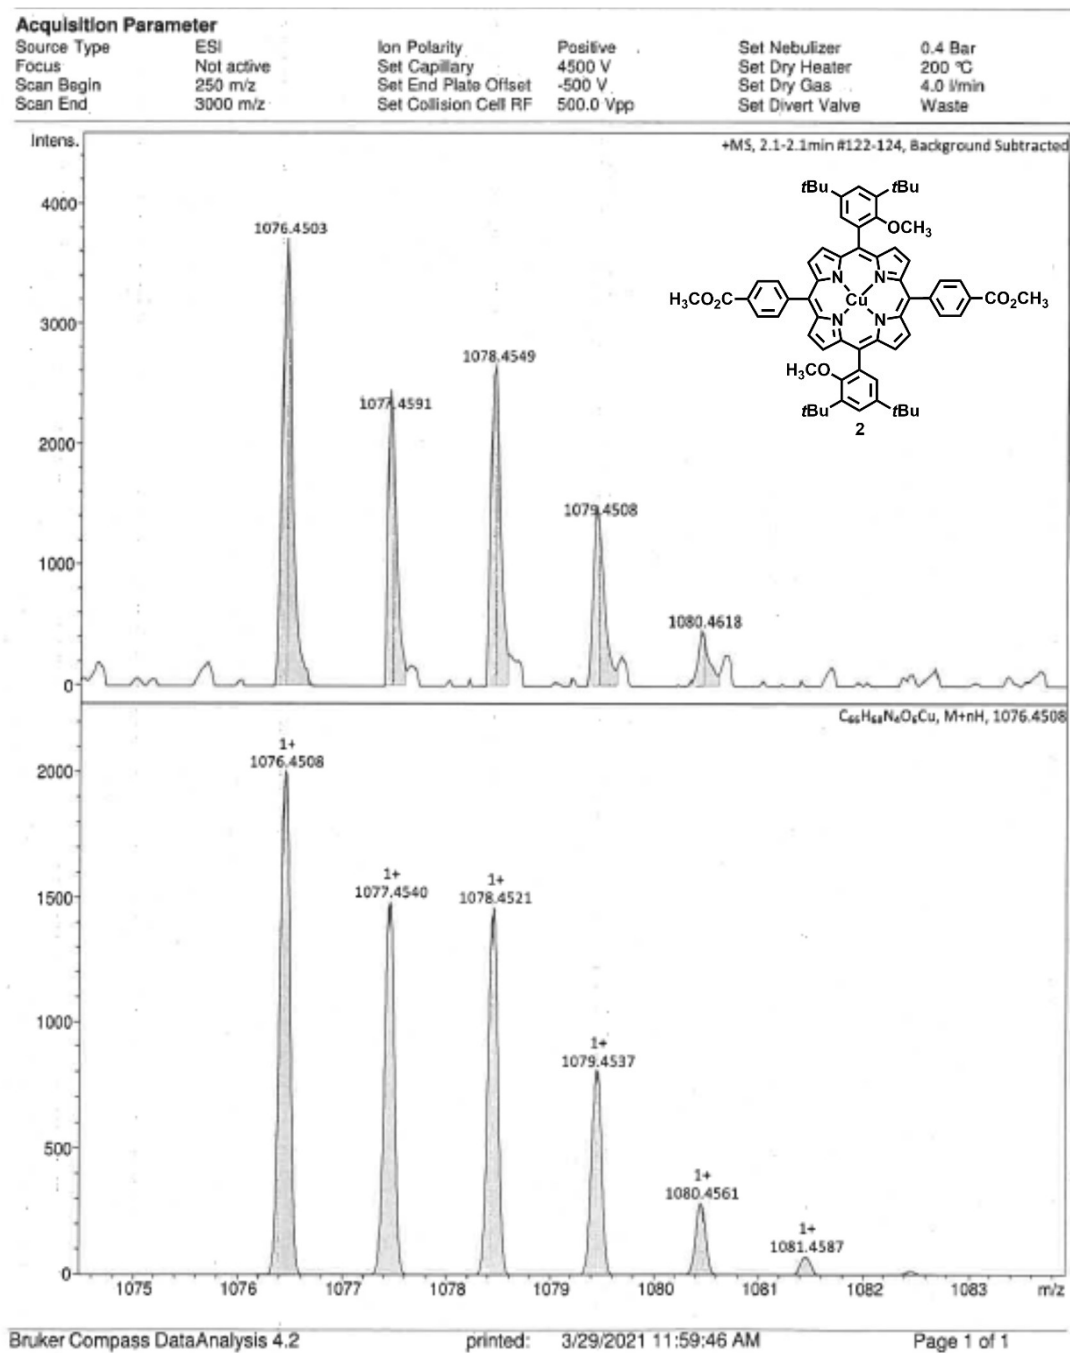 Acquisition Parameter
Source Type ESI Ion Polarity Positive Set Nebulizer 0.4 Bar
Focus Not active Set Capillary 4500 V Set Dry Heater 200 °C
Scan Begin 250 m/z Set End Plate Offset -500 V Set Dry Gas 4.0 l/min
Scan End 3000 m/z Set Collision Cell RF 500.0 Vpp Set Divert Valve Waste
Intens.
+MS, 2.1-2.1min #122-124, Background Subtracted
4000
3000
2000
1000
0
1076.4503
1077.4591
1078.4549
1079.4508
1080.4618
tBu tBu
OCH₃
N N
H₃CO₂C Cu CO₂CH₃
N N
H₃CO
tBu tBu
2
C₆₆H₆₈N₄O₆Cu, M+nH, 1076.4508
2000
1500
1000
500
0
1+
1076.4508
1+
1077.4540
1+
1078.4521
1+
1079.4537
1+
1080.4561
1+
1081.4587
1075 1076 1077 1078 1079 1080 1081 1082 1083 m/z
Bruker Compass DataAnalysis 4.2 printed: 3/29/2021 11:59:46 AM Page 1 of 1